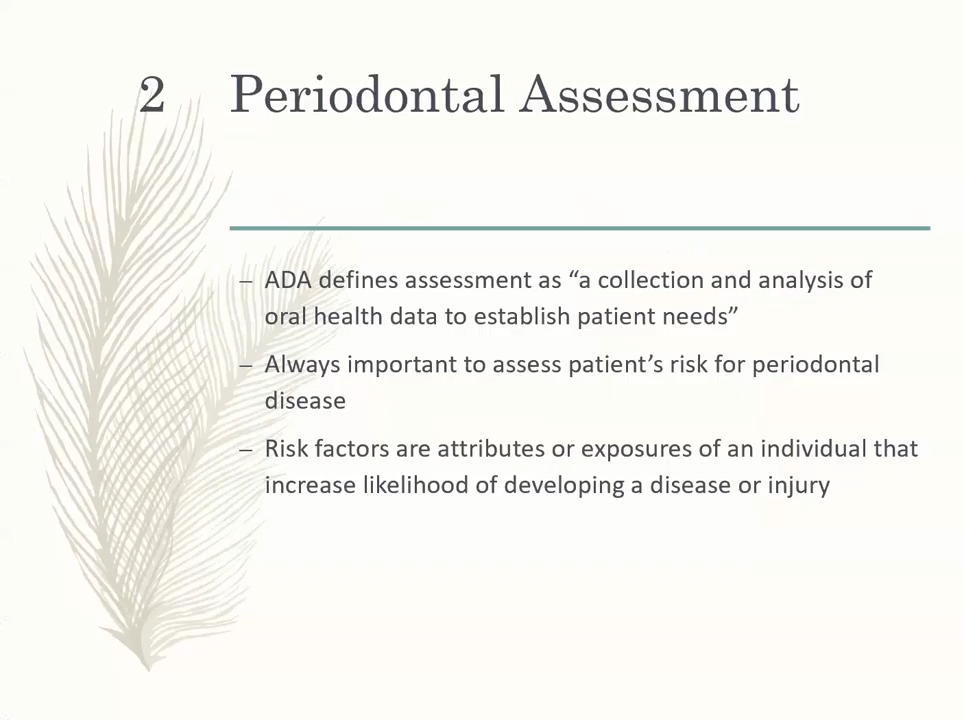 2 Periodontal Assessment
– ADA defines assessment as “a collection and analysis of
oral health data to establish patient needs”
– Always important to assess patient’s risk for periodontal
disease
– Risk factors are attributes or exposures of an individual that
increase likelihood of developing a disease or injury